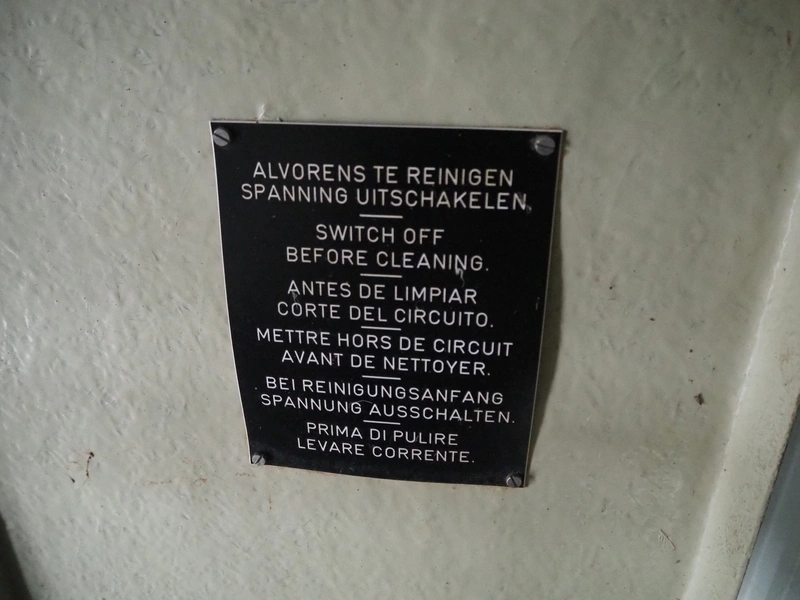 ALVORENS TE REINIGEN
SPANNING UITSCHAKELEN.
SWITCH OFF
BEFORE CLEANING.
ANTES DE LIMPIAR
CORTE DEL CIRCUITO.
METTRE HORS DE CIRCUIT
AVANT DE NETTOYER.
BEI REINIGUNGSANFANG
SPANNUNG AUSSCHALTEN.
PRIMA DI PULIRE
LEVARE CORRENTE.